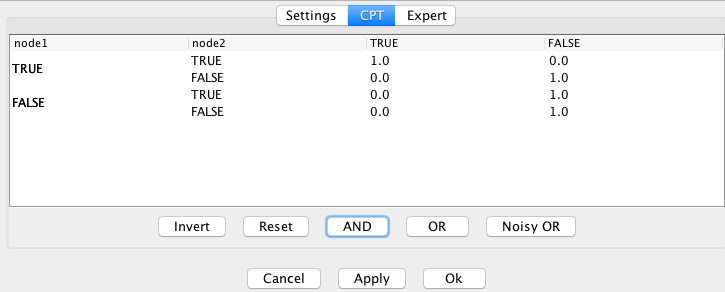 Settings CPT Expert
node1 node2 TRUE FALSE
TRUE TRUE 1.0 0.0
FALSE 0.0 1.0
FALSE TRUE 0.0 1.0
FALSE 0.0 1.0
Invert Reset AND OR Noisy OR
Cancel Apply Ok